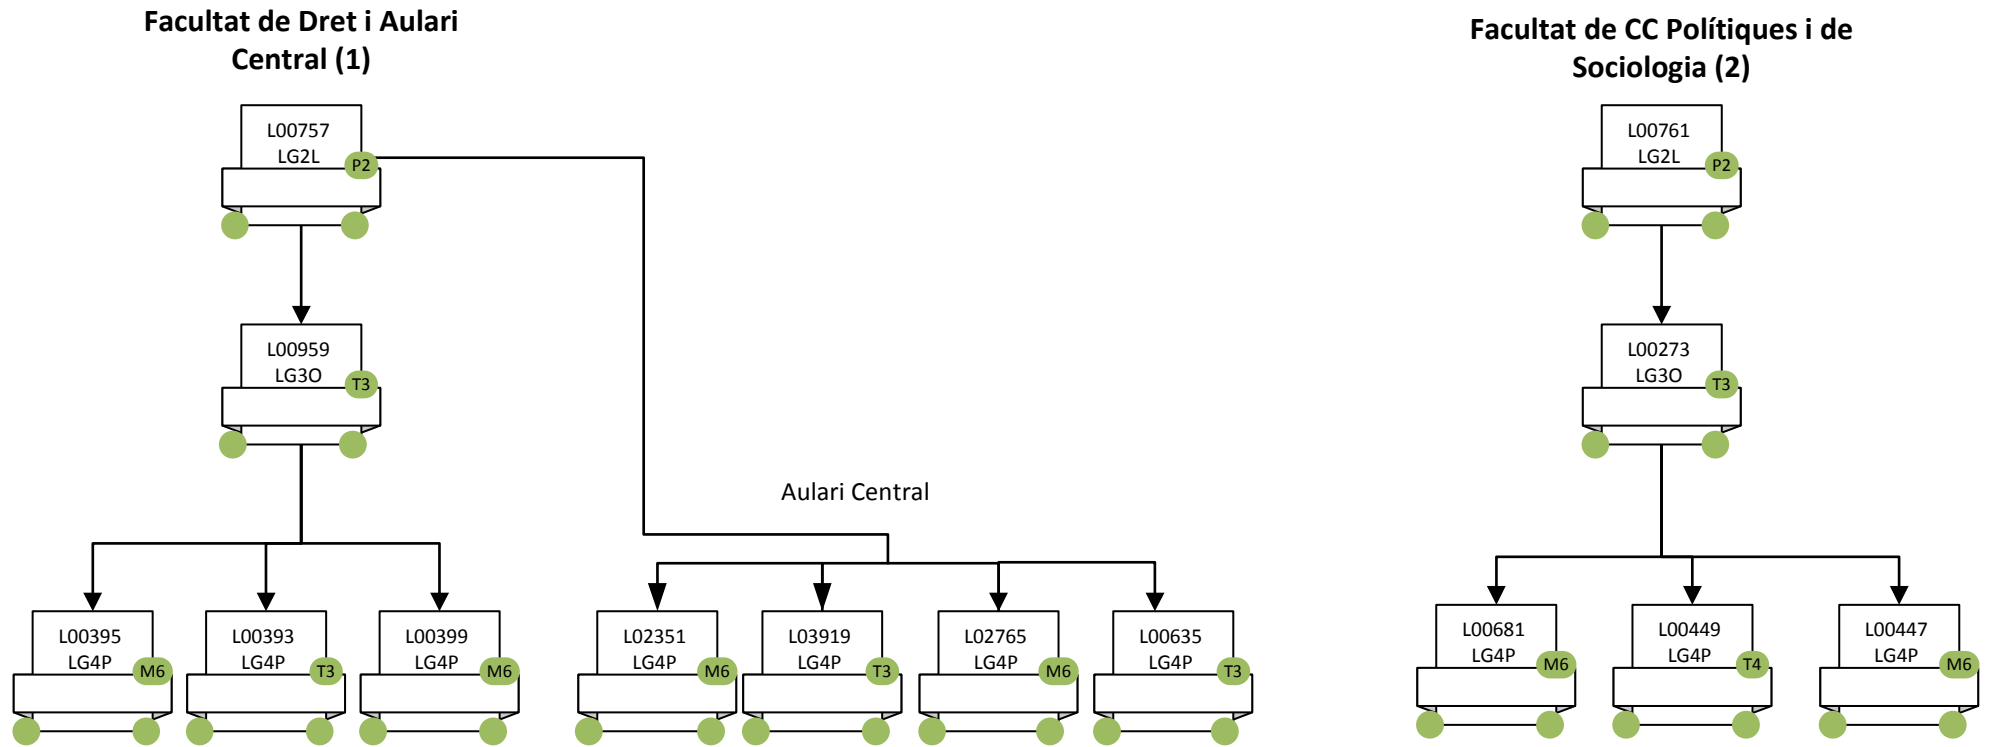 Facultat de Dret i Aulari
Central (1)
Facultat de CC Polítiques i de
Sociologia (2)
L00757
LG2L
P2
L00761
LG2L
P2
L00959
LG3O
T3
L00273
LG3O
T3
Aulari Central
L00395
LG4P
M6
L00393
LG4P
T3
L00399
LG4P
M6
L02351
LG4P
M6
L03919
LG4P
T3
L02765
LG4P
M6
L00635
LG4P
T3
L00681
LG4P
M6
L00449
LG4P
T4
L00447
LG4P
M6